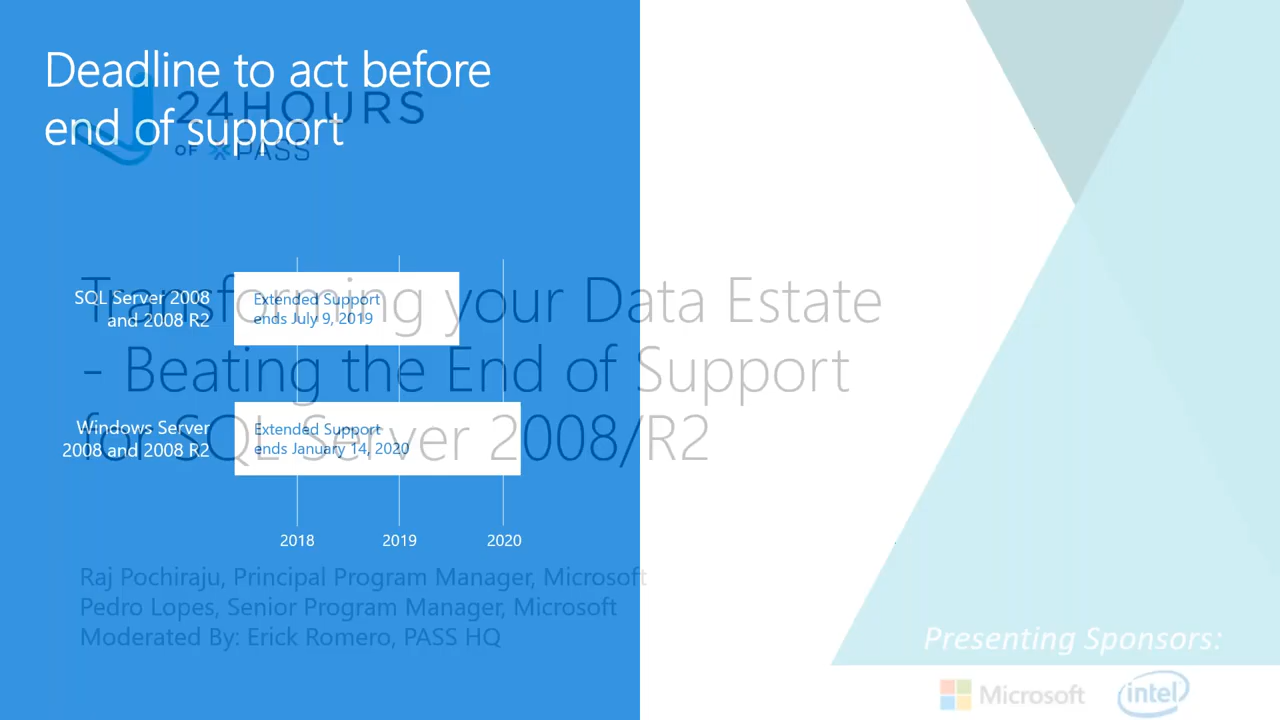 Deadline to act before
end of support
24HOURS
OF PASS
Transforming your Data Estate
- Beating the End of Support
for SQL Server 2008/R2
SQL Server 2008
and 2008 R2
Extended Support
ends July 9, 2019
Windows Server
2008 and 2008 R2
Extended Support
ends January 14, 2020
2018 2019 2020
Raj Pochiraju, Principal Program Manager, Microsoft
Pedro Lopes, Senior Program Manager, Microsoft
Moderated By: Erick Romero, PASS HQ
Presenting Sponsors:
Microsoft
intel